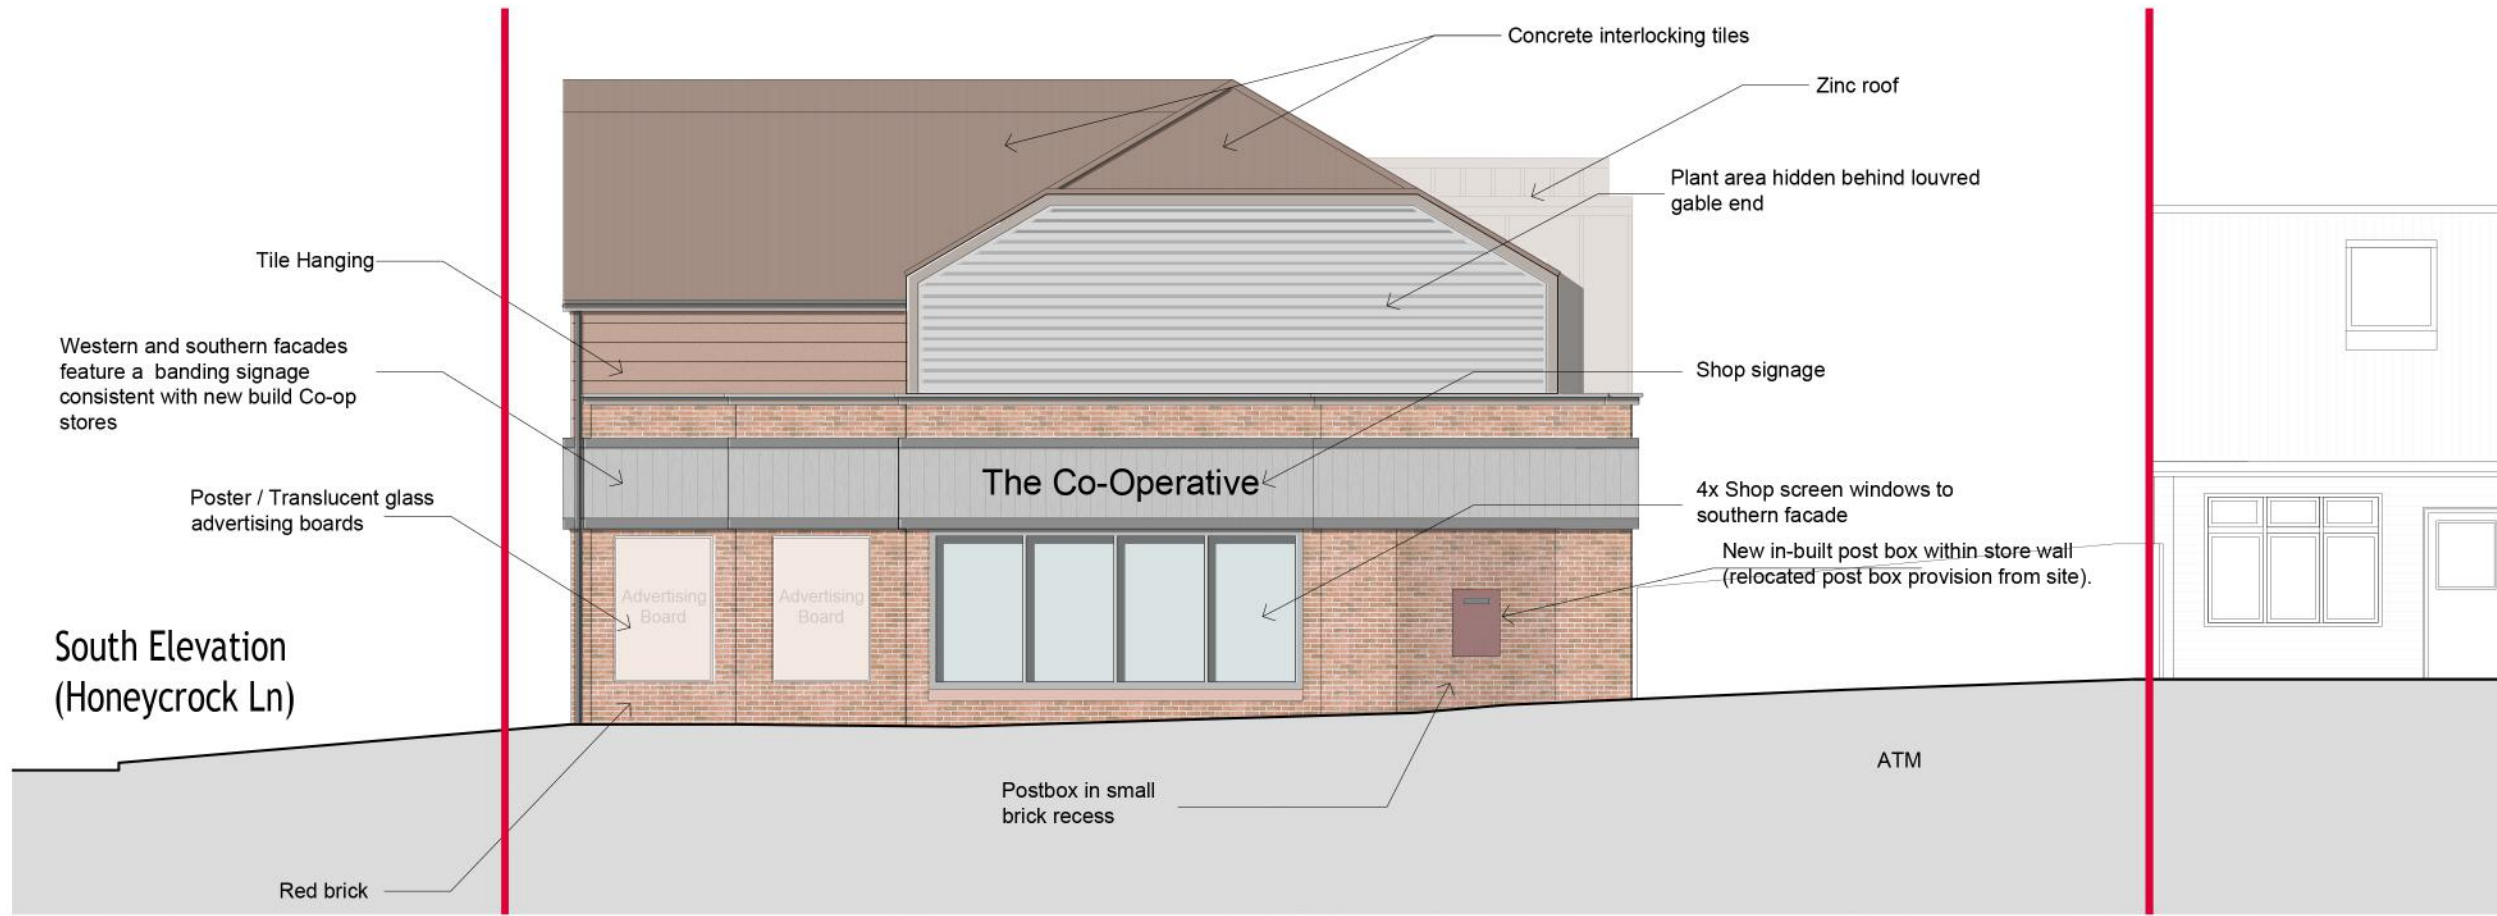 Concrete interlocking tiles
Zinc roof
Plant area hidden behind louvred
gable end
Tile Hanging
Western and southern facades
feature a banding signage
consistent with new build Co-op
stores
Shop signage
The Co-Operative
Poster / Translucent glass
advertising boards
4x Shop screen windows to
southern facade
New in-built post box within store wall
(relocated post box provision from site).
Advertising
Board
Advertising
Board
South Elevation
(Honeycrock Ln)
ATM
Postbox in small
brick recess
Red brick